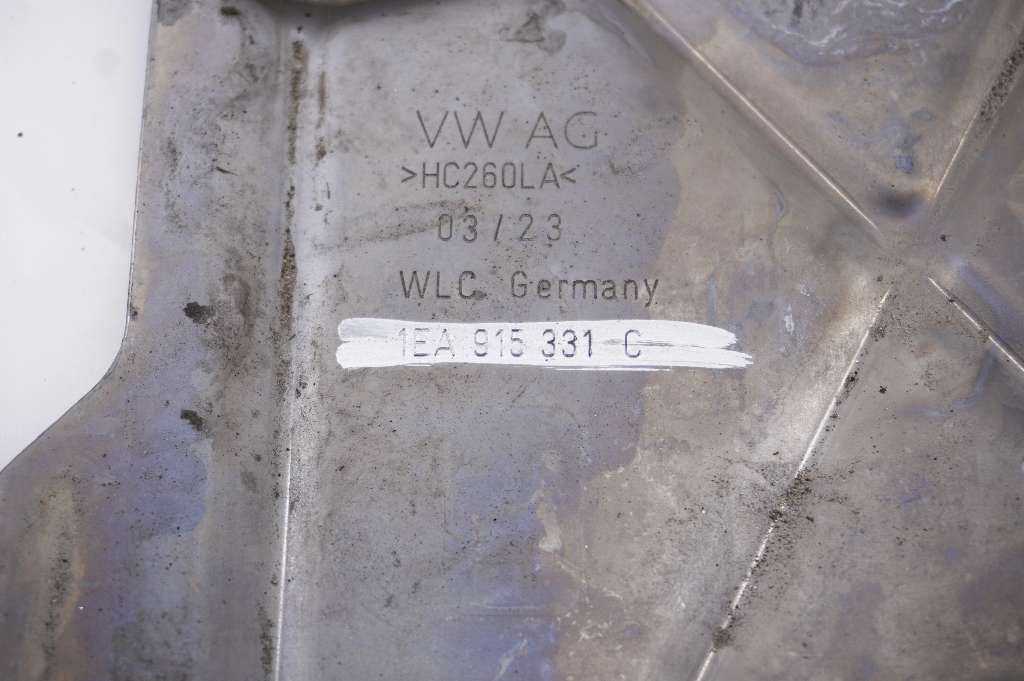 VW AG
>HC260LA<
03/23
WLC Germany
1EA 915 331 C